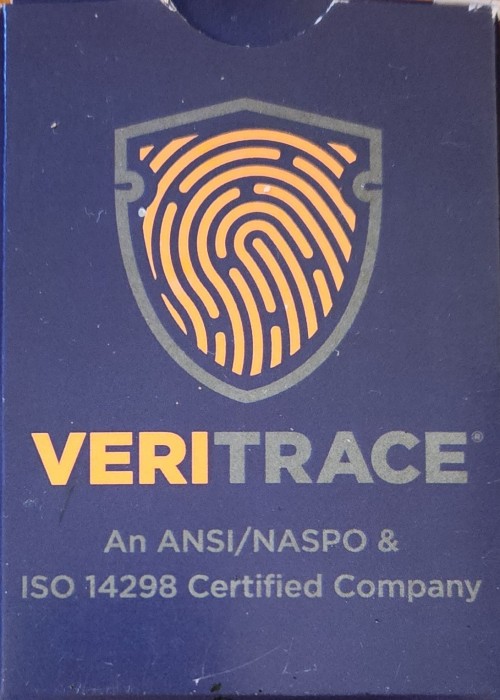 VERITRACE®
An ANSI/NASPO &
ISO 14298 Certified Company